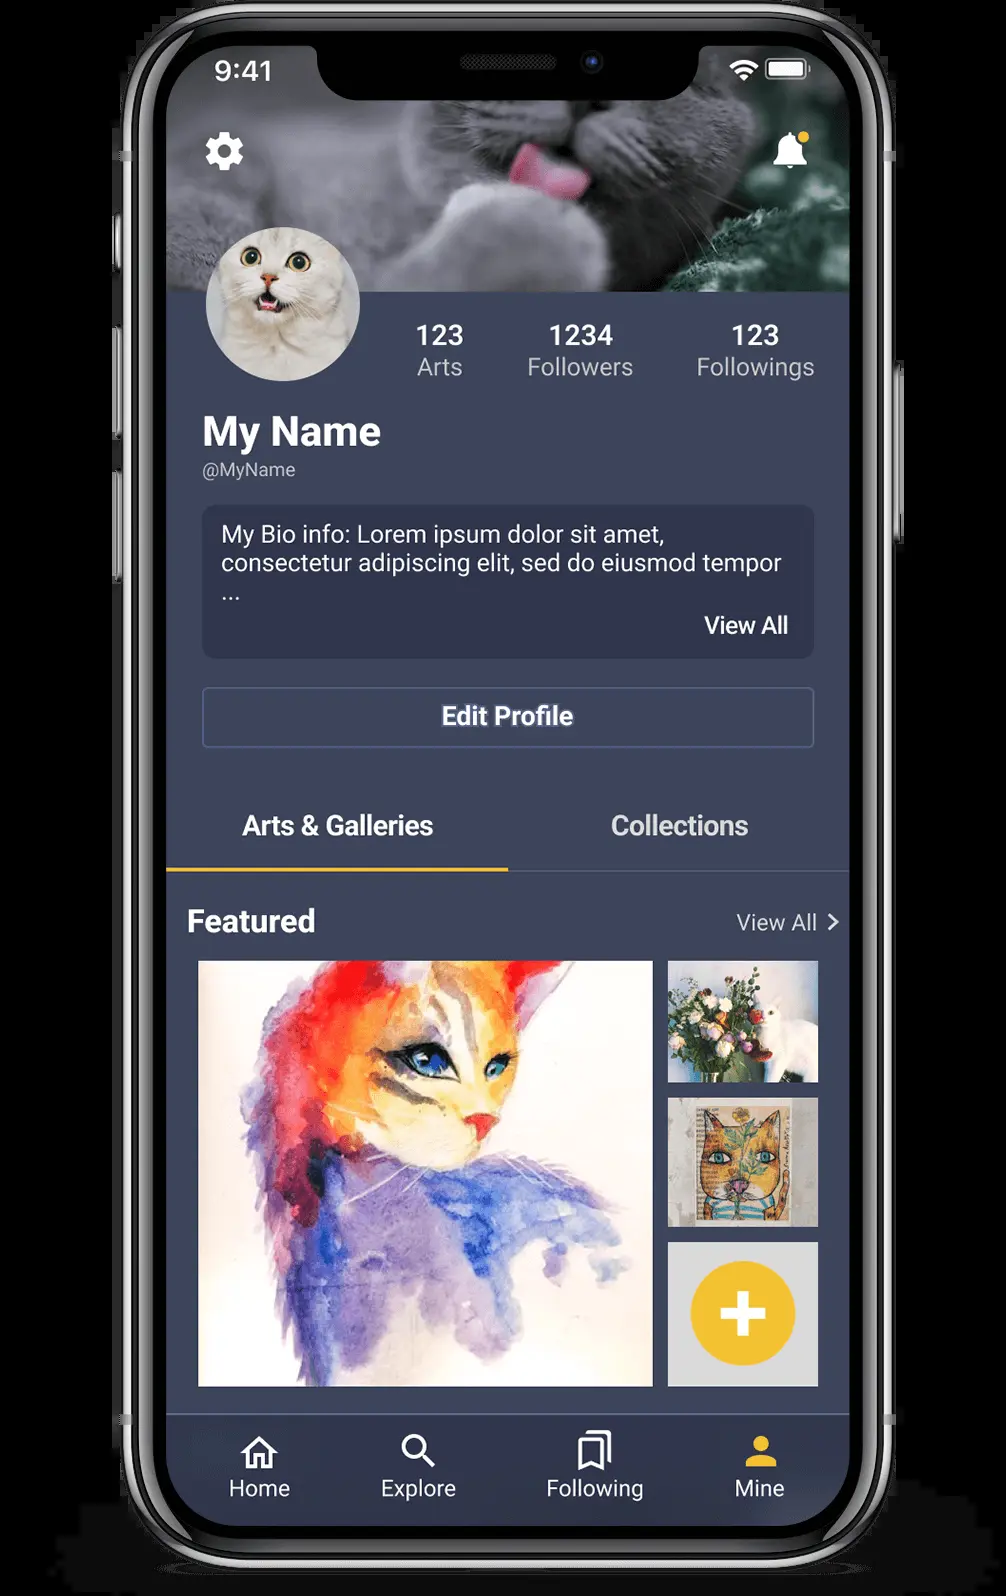 9:41
123
Arts
1234
Followers
123
Followings
My Name
@MyName
My Bio info: Lorem ipsum dolor sit amet,
consectetur adipiscing elit, sed do eiusmod tempor
...
View All
Edit Profile
Arts & Galleries
Collections
Featured
View All
Home
Explore
Following
Mine